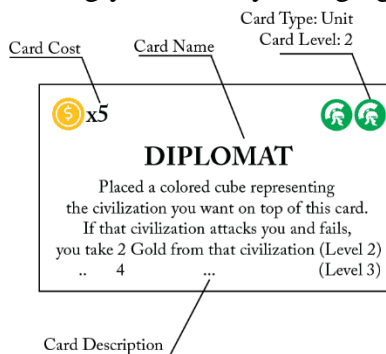 Card Type: Unit
Card Cost
Card Name
Card Level: 2
x5
DIPLOMAT
Placed a colored cube representing
the civilization you want on top of this card.
If that civilization attacks you and fails,
you take 2 Gold from that civilization (Level 2)
.. 4 ... (Level 3)
Card Description